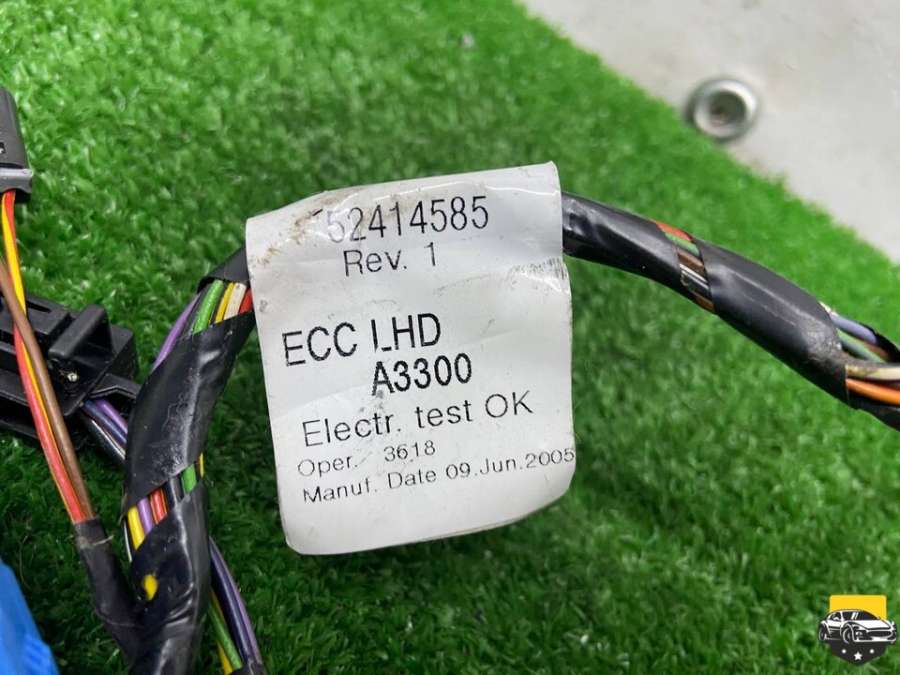 52414585
Rev. 1
ECC LHD
A3300
Electr. test OK
Oper. 3618
Manuf. Date 09.Jun.2005